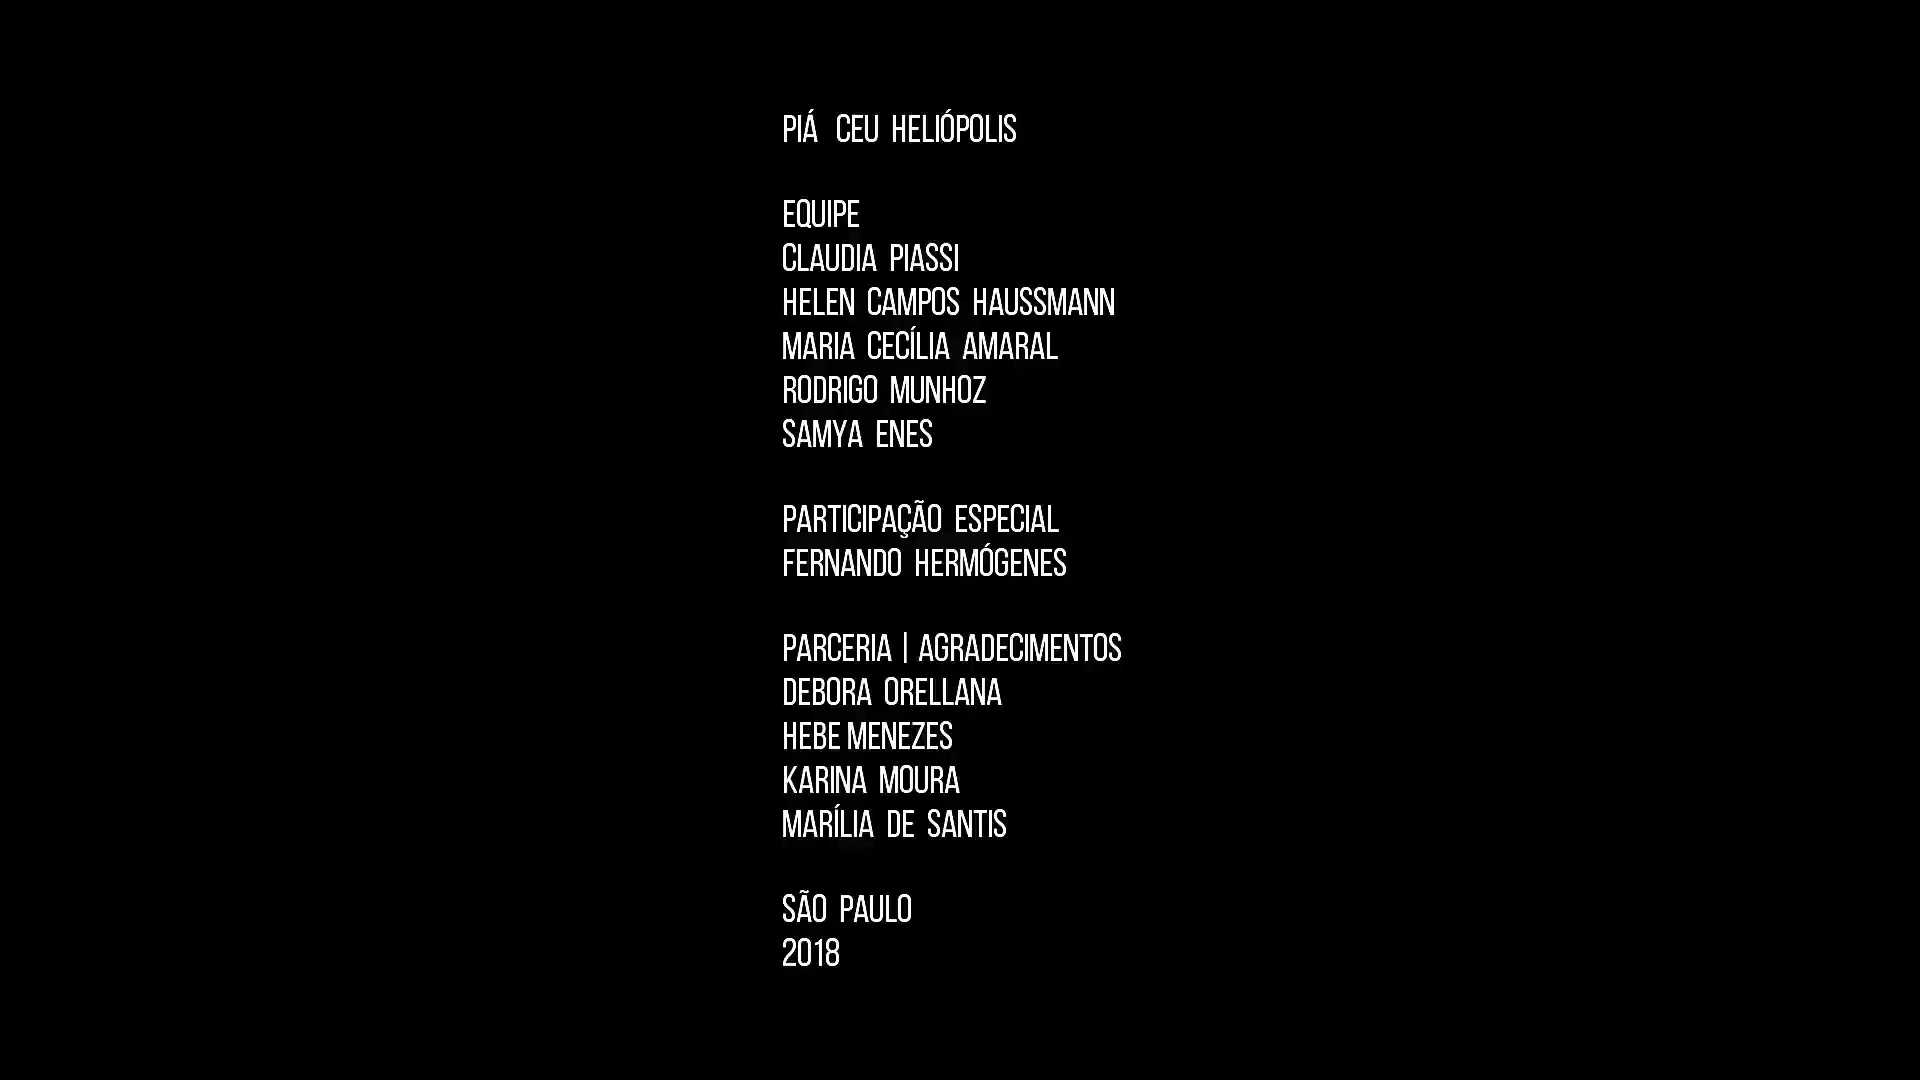 PIÁ CEU HELIÓPOLIS
EQUIPE
CLAUDIA PIASSI
HELEN CAMPOS HAUSSMANN
MARIA CECÍLIA AMARAL
RODRIGO MUNHOZ
SAMYA ENES
PARTICIPAÇÃO ESPECIAL
FERNANDO HERMÓGENES
PARCERIA | AGRADECIMENTOS
DEBORA ORELLANA
HEBE MENEZES
KARINA MOURA
MARÍLIA DE SANTIS
SÃO PAULO
2018